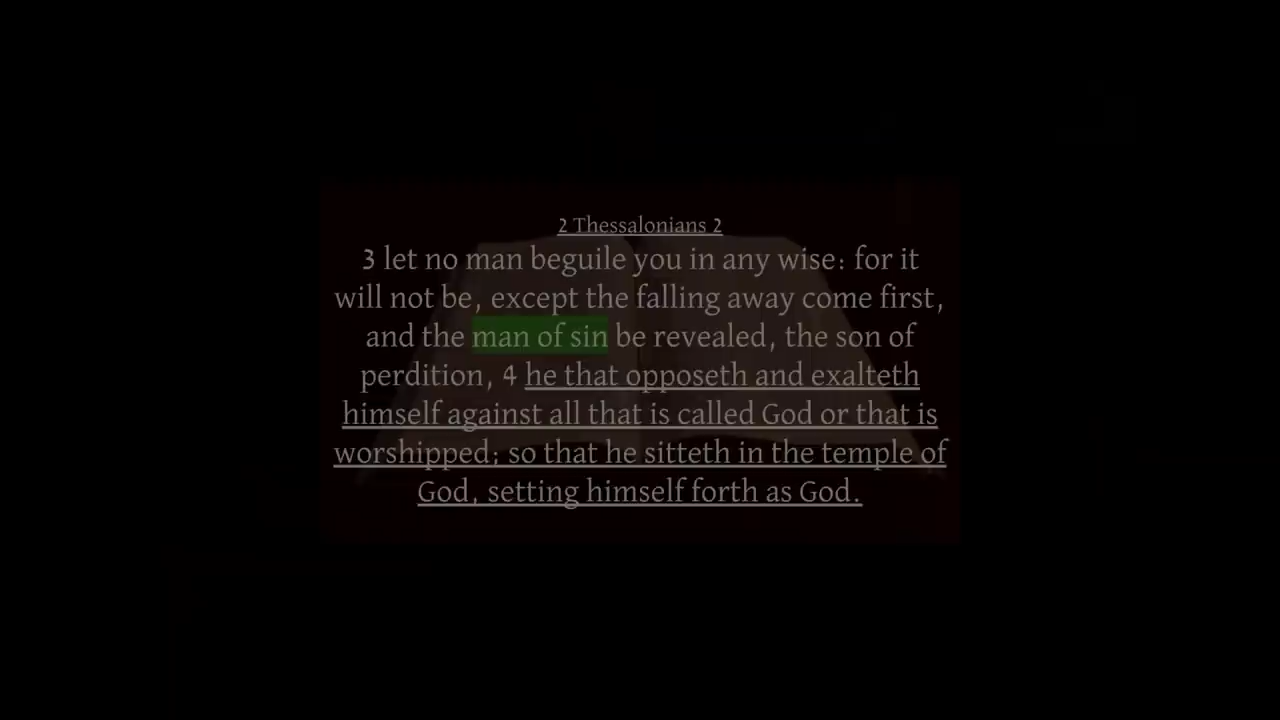 2 Thessalonians 2
3 let no man beguile you in any wise: for it
will not be, except the falling away come first,
and the man of sin be revealed, the son of
perdition, 4 he that opposeth and exalteth
himself against all that is called God or that is
worshipped; so that he sitteth in the temple of
God, setting himself forth as God.